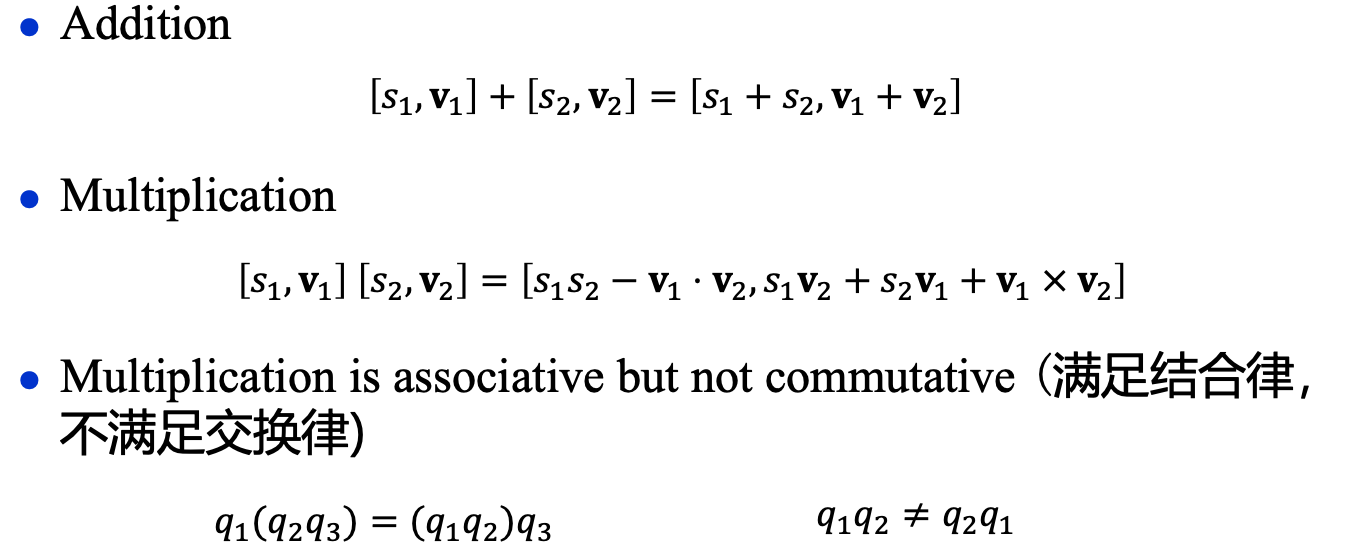 • Addition
[s₁, v₁] + [s₂, v₂] = [s₁ + s₂, v₁ + v₂]
• Multiplication
[s₁, v₁] [s₂, v₂] = [s₁s₂ − v₁ · v₂, s₁v₂ + s₂v₁ + v₁ × v₂]
• Multiplication is associative but not commutative（满足结合律，
不满足交换律)
q₁(q₂q₃) = (q₁q₂)q₃ q₁q₂ ≠ q₂q₁